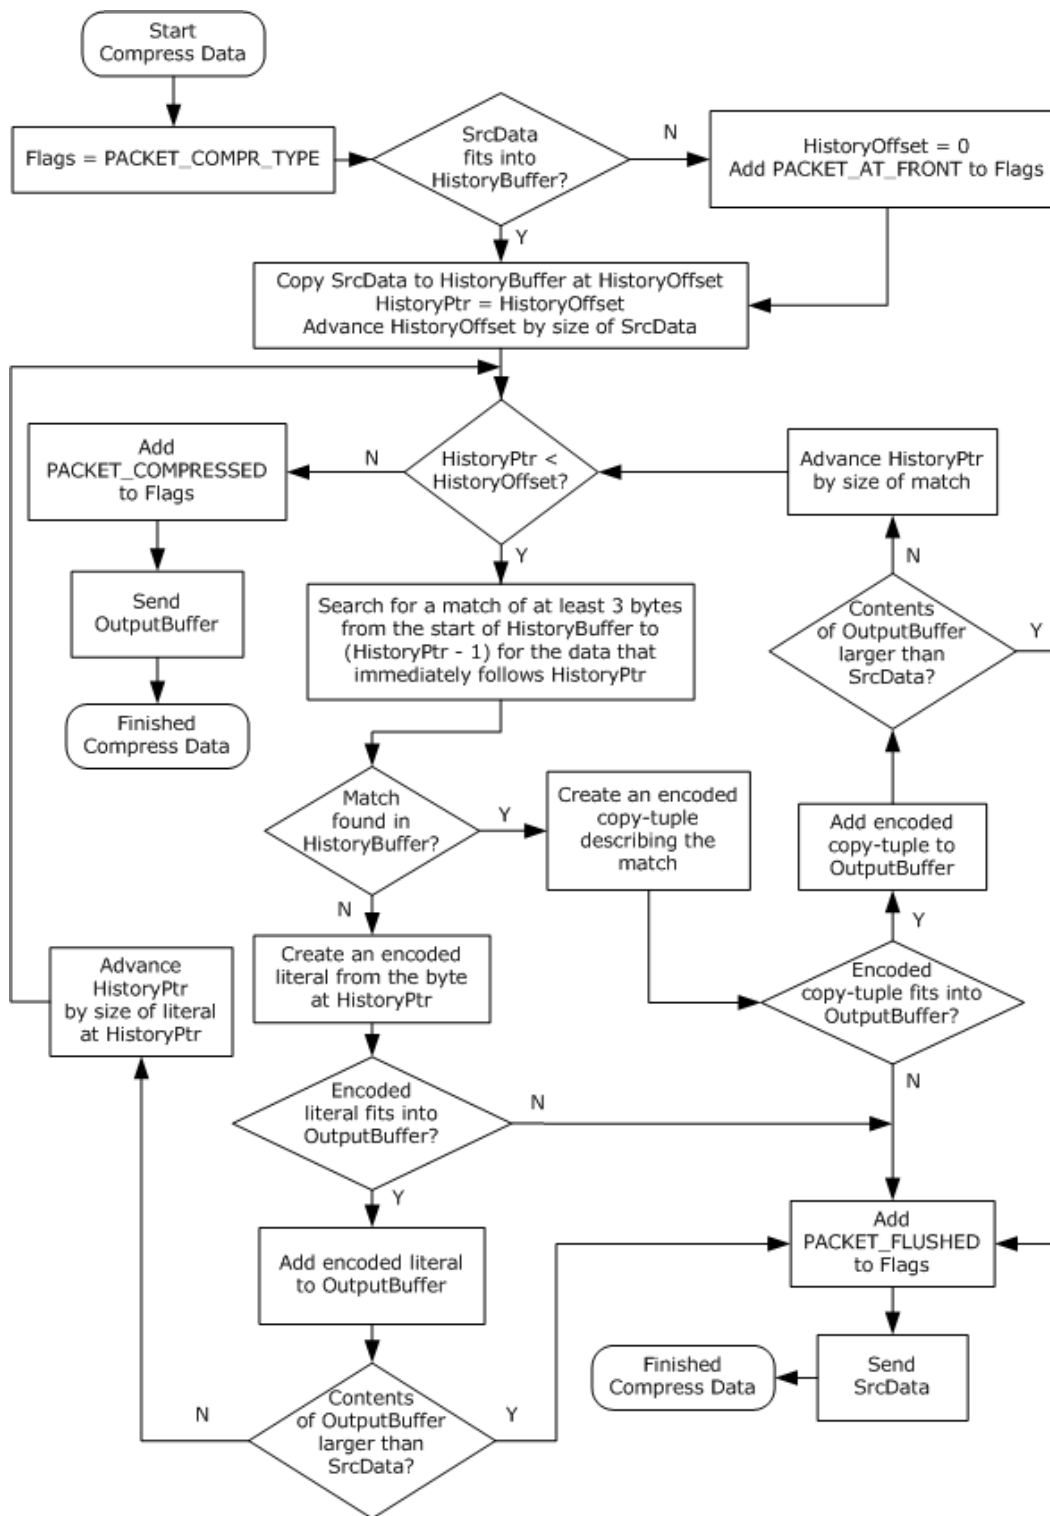 Start
Compress Data
Flags = PACKET_COMPR_TYPE
SrcData
fits into
HistoryBuffer?
N
HistoryOffset = 0
Add PACKET_AT_FRONT to Flags
Y
Copy SrcData to HistoryBuffer at HistoryOffset
HistoryPtr = HistoryOffset
Advance HistoryOffset by size of SrcData
Add
PACKET_COMPRESSED
to Flags
N
HistoryPtr <
HistoryOffset?
Advance HistoryPtr
by size of match
Y
N
Send
OutputBuffer
Search for a match of at least 3 bytes
from the start of HistoryBuffer to
(HistoryPtr - 1) for the data that
immediately follows HistoryPtr
Contents
of OutputBuffer
larger than
SrcData?
Y
Finished
Compress Data
Match
found in
HistoryBuffer?
Y
Create an encoded
copy-tuple
describing the
match
Add encoded
copy-tuple to
OutputBuffer
N
Y
Advance
HistoryPtr
by size of literal
at HistoryPtr
Create an encoded
literal from the byte
at HistoryPtr
Encoded
copy-tuple fits into
OutputBuffer?
N
Encoded
literal fits into
OutputBuffer?
N
Y
Add encoded literal
to OutputBuffer
Add
PACKET_FLUSHED
to Flags
Finished
Compress Data
Send
SrcData
N
Contents
of OutputBuffer
larger than
SrcData?
Y